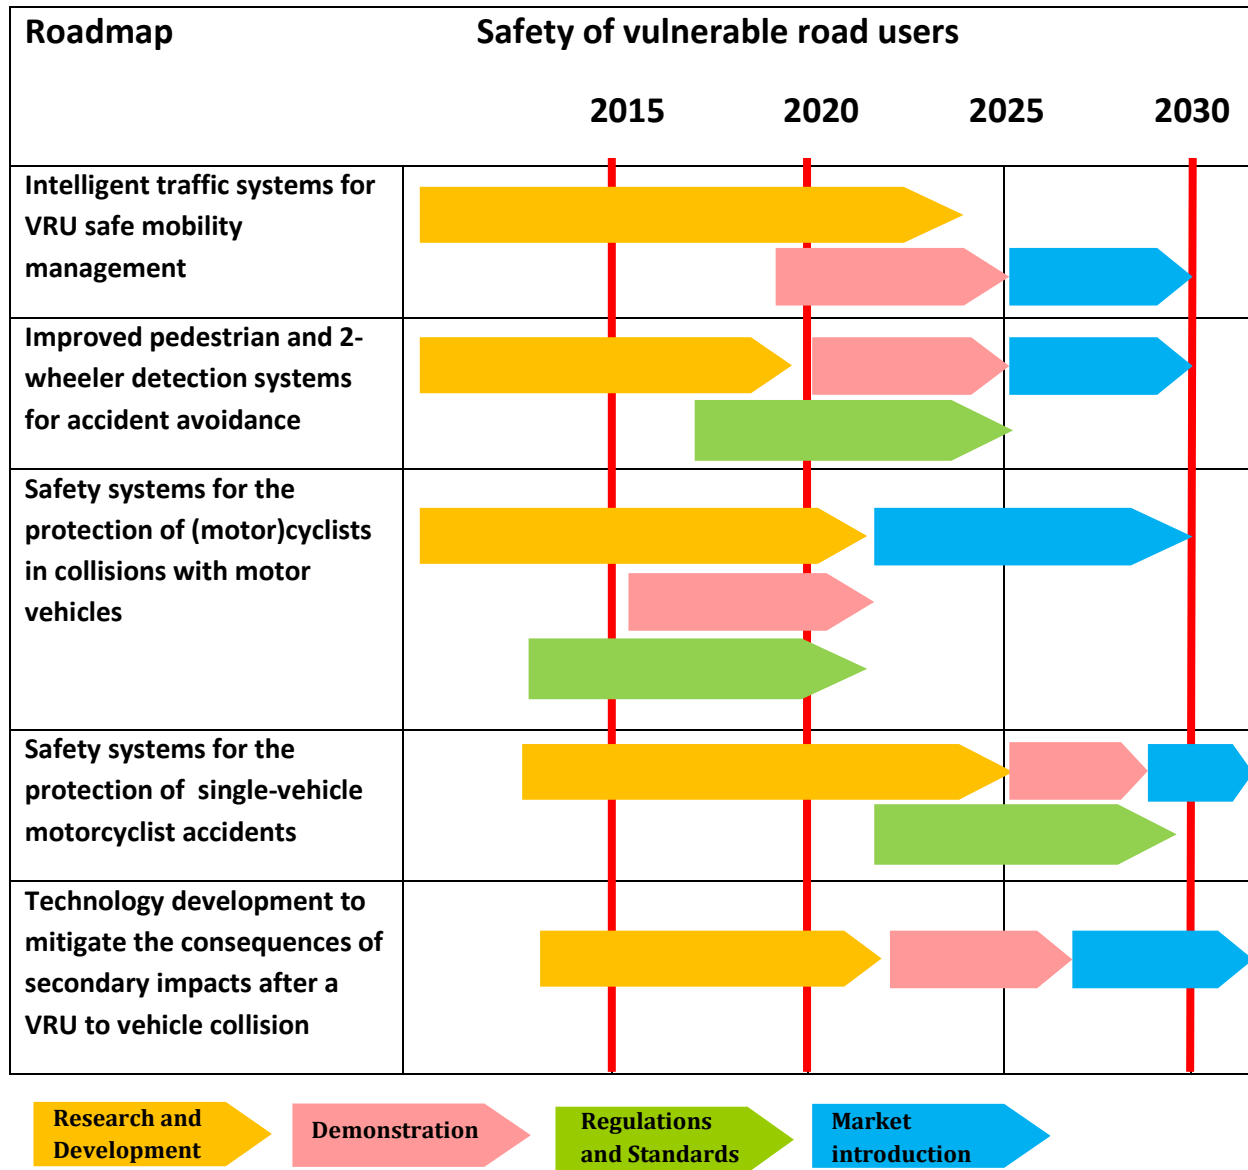 Roadmap
Safety of vulnerable road users
2015 2020 2025 2030
Intelligent traffic systems for
VRU safe mobility
management
Improved pedestrian and 2-
wheeler detection systems
for accident avoidance
Safety systems for the
protection of (motor)cyclists
in collisions with motor
vehicles
Safety systems for the
protection of single-vehicle
motorcyclist accidents
Technology development to
mitigate the consequences of
secondary impacts after a
VRU to vehicle collision
Research and
Development
Demonstration
Regulations
and Standards
Market
introduction